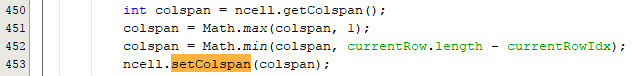 450 int colspan = ncell.getColspan();
451 colspan = Math.max(colspan, 1);
452 colspan = Math.min(colspan, currentRow.length - currentRowIdx);
453 ncell.setColspan(colspan);